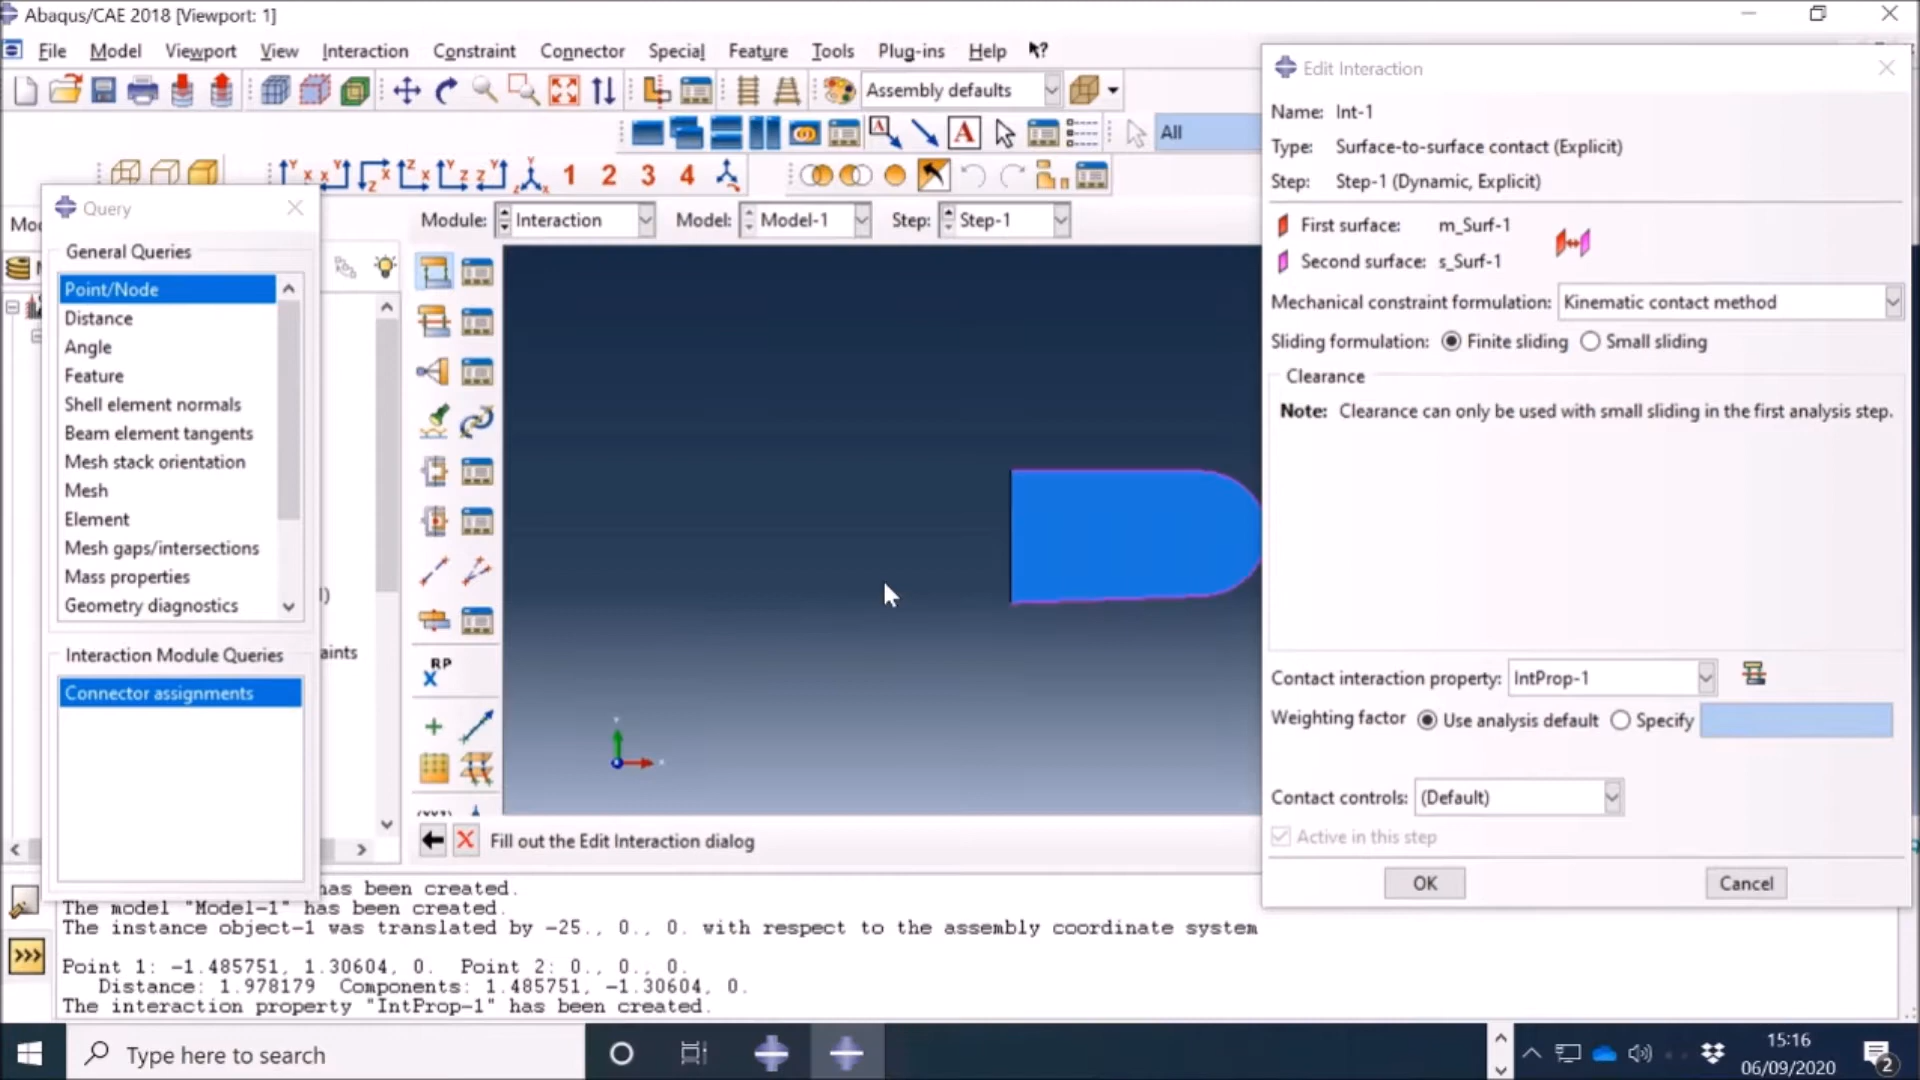 Abaqus/CAE 2018 [Viewport: 1]
File Model Viewport View Interaction Constraint Connector Special Feature Tools Plug-ins Help
Assembly defaults
A A All
1 2 3 4
Module: Interaction Model: Model-1 Step: Step-1
Query
General Queries
Point/Node
Distance
Angle
Feature
Shell element normals
Beam element tangents
Mesh stack orientation
Mesh
Element
Mesh gaps/intersections
Mass properties
Geometry diagnostics
Interaction Module Queries
aints
Connector assignments
RP
Fill out the Edit Interaction dialog
Edit Interaction
Name: Int-1
Type: Surface-to-surface contact (Explicit)
Step: Step-1 (Dynamic, Explicit)
First surface: m_Surf-1
Second surface: s_Surf-1
Mechanical constraint formulation: Kinematic contact method
Sliding formulation: Finite sliding Small sliding
Clearance
Note: Clearance can only be used with small sliding in the first analysis step.
Contact interaction property: IntProp-1
Weighting factor Use analysis default Specify
Contact controls: (Default)
Active in this step
OK Cancel
has been created.
The model "Model-1" has been created.
The instance object-1 was translated by -25., 0., 0. with respect to the assembly coordinate system
Point 1: -1.485751, 1.30604, 0. Point 2: 0., 0., 0.
Distance: 1.978179 Components: 1.485751, -1.30604, 0.
The interaction property "IntProp-1" has been created.
Type here to search
15:16
06/09/2020
2